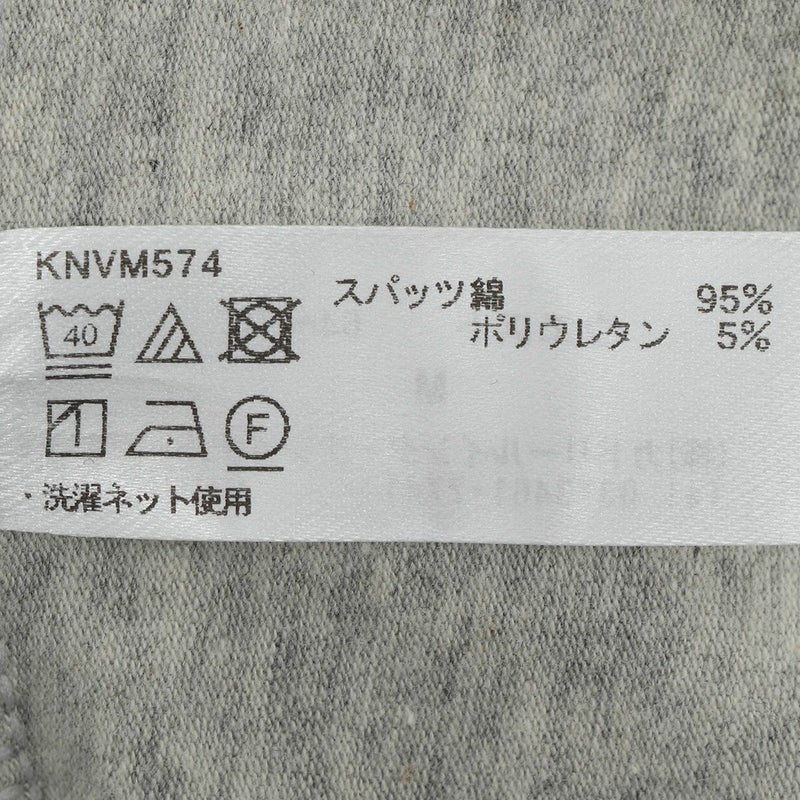 KNVM574
スパッツ綿 95%
ポリウレタン 5%
40
F
・洗濯ネット使用